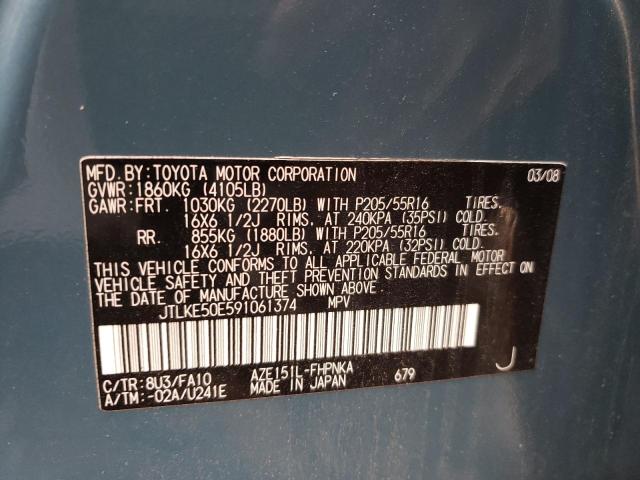 MFD.BY:TOYOTA MOTOR CORPORATION 03/08
GVWR:1860KG (4105LB)
GAWR:FRT. 1030KG (2270LB) WITH P205/55R16 TIRES.
16X6 1/2J RIMS, AT 240KPA (35PSI) COLD.
RR. 855KG (1880LB) WITH P205/55R16 TIRES.
16X6 1/2J RIMS, AT 220KPA (32PSI) COLD.
THIS VEHICLE CONFORMS TO ALL APPLICABLE FEDERAL MOTOR
VEHICLE SAFETY AND THEFT PREVENTION STANDARDS IN EFFECT ON
THE DATE OF MANUFACTURE SHOWN ABOVE.
JTLKE50E591061374 MPV
C/TR:8U3/FA10 AZE151L-FHPNKA
A/TM:-02A/U241E MADE IN JAPAN 679 J